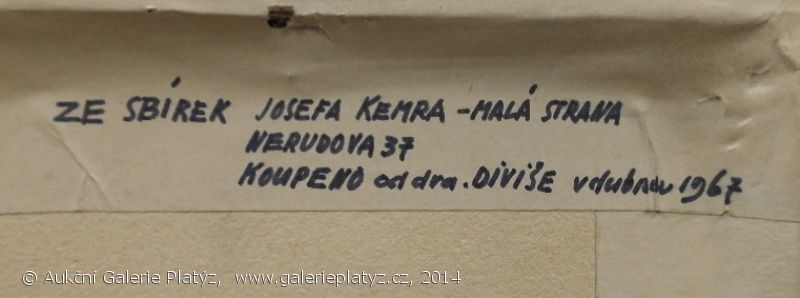 ZE SBÍREK JOSEFA KEMRA - MALÁ STRANA
NERUDOVA 37
KOUPENO od dra. DIVIŠE v dubnu 1967
© Aukční Galerie Platýz, www.galerieplatyz.cz, 2014